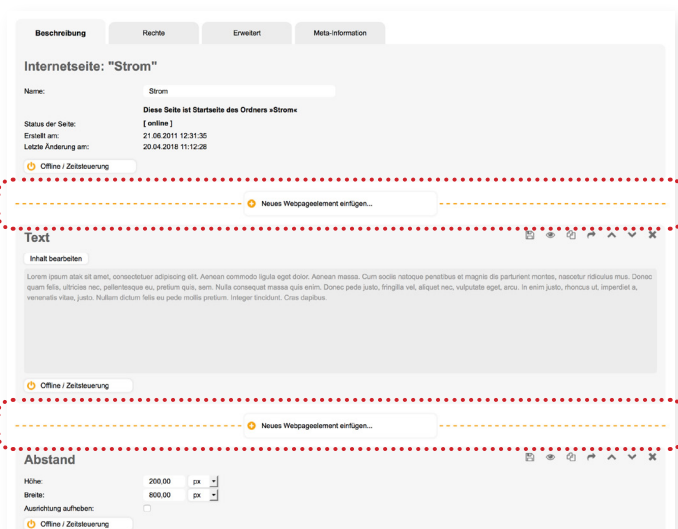 Beschreibung Rechte Erweitert Meta-Information
Internetseite: "Strom"
Name: Strom
Diese Seite ist Startseite des Ordners »Strom«
Status der Seite: [ online ]
Erstellt am: 21.06.2011 12:31:35
Letzte Änderung am: 20.04.2018 11:12:28
Offline / Zeitsteuerung
Neues Webpageelement einfügen...
Text
Inhalt bearbeiten
Lorem ipsum atak sit amet, consectetuer adipiscing elit. Aenean commodo ligula eget dolor. Aenean massa. Cum sociis natoque penatibus et magnis dis parturient montes, nascetur ridiculus mus. Donec
quam felis, ultricies nec, pellentesque eu, pretium quis, sem. Nulla consequat massa quis enim. Donec pede justo, fringilla vel, aliquet nec, vulputate eget, arcu. In enim justo, rhoncus ut, imperdiet a,
venenatis vitae, justo. Nullam dictum felis eu pede mollis pretium. Integer tincidunt. Cras dapibus.
Offline / Zeitsteuerung
Neues Webpageelement einfügen...
Abstand
Höhe: 200,00 px
Breite: 800,00 px
Ausrichtung aufheben:
Offline / Zeitsteuerung